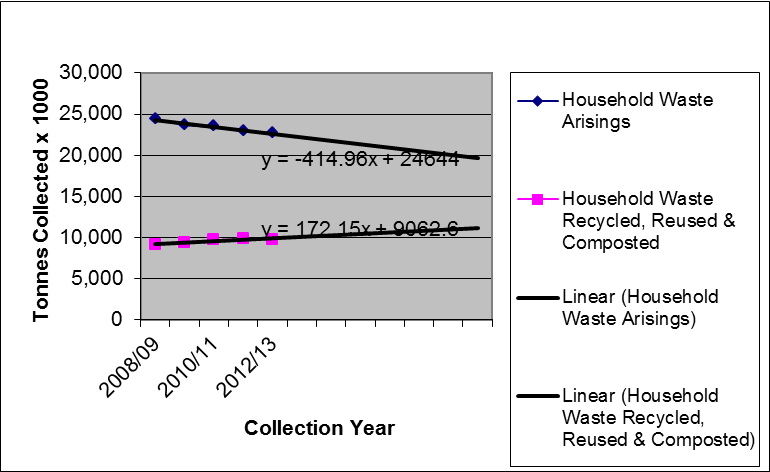 Tonnes Collected x 1000
30,000
25,000
20,000
15,000
10,000
5,000
0
y = -414.96x + 24644
y = 172.15x + 9062.6
2008/09
2010/11
2012/13
Collection Year
Household Waste
Arisings
Household Waste
Recycled, Reused &
Composted
Linear (Household
Waste Arisings)
Linear (Household
Waste Recycled,
Reused & Composted)